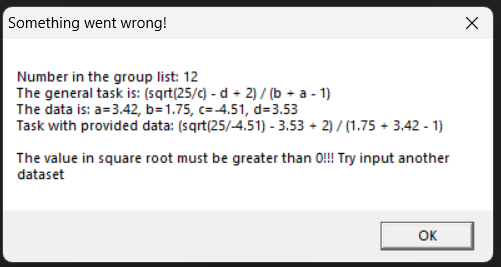 Something went wrong!
Number in the group list: 12
The general task is: (sqrt(25/c) - d + 2) / (b + a - 1)
The data is: a=3.42, b=1.75, c=-4.51, d=3.53
Task with provided data: (sqrt(25/-4.51) - 3.53 + 2) / (1.75 + 3.42 - 1)
The value in square root must be greater than 0!!! Try input another
dataset
OK